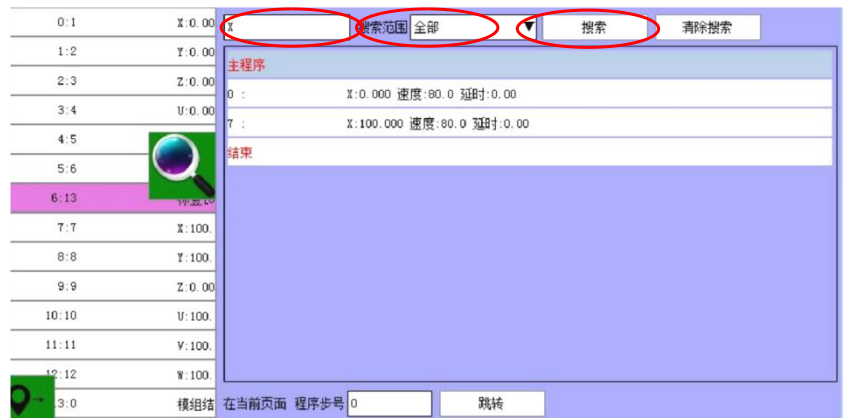 0:1 X:0.00
1:2 Y:0.00
2:3 Z:0.00
3:4 U:0.00
4:5
5:6
6:13
7:7 X:100.
8:8 Y:100.
9:9 Z:0.00
10:10 U:100.
11:11 V:100.
12:12 W:100.
3:0 模组结
X 搜索范围 全部 搜索 清除搜索
主程序
0 : X:0.000 速度:80.0 延时:0.00
7 : X:100.000 速度:80.0 延时:0.00
结束
在当前页面 程序步号 0 跳转